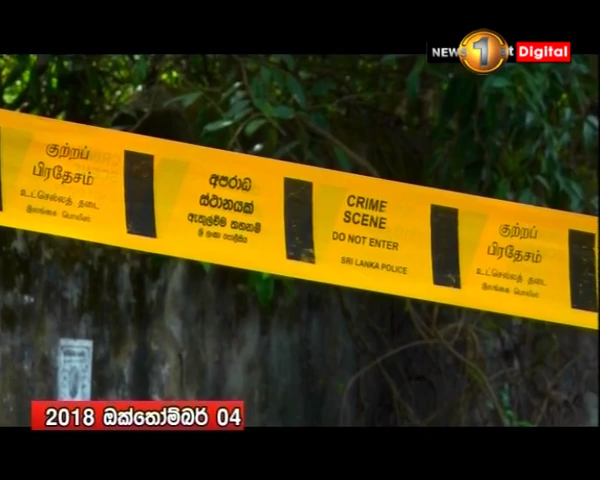 NEWS 1st Digital
குற்றப்
பிரதேசம்
உட்செல்லத் தடை
இலங்கை பொலிஸ்
අපරාධ
ස්ථානයක්
ඇතුල්වීම තහනම්
ශ්‍රී ලංකා පොලීසිය
CRIME
SCENE
DO NOT ENTER
SRI LANKA POLICE
குற்றப்
பிரதேசம்
உட்செல்லத் தடை
இலங்கை பொலிஸ்
2018 ඔක්තෝම්බර් 04